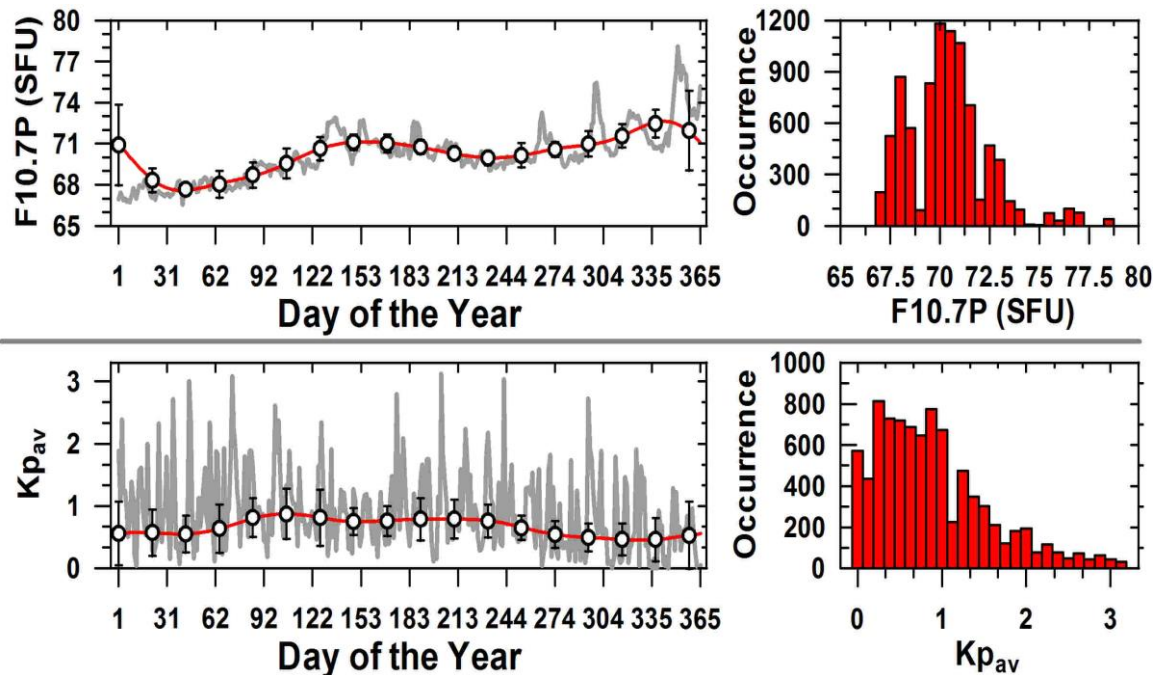 F10.7P (SFU)
80
77
74
71
68
65
1 31 62 92 122 153 183 213 244 274 304 335 365
Day of the Year
Occurrence
1200
900
600
300
0
65 67.5 70 72.5 75 77.5 80
F10.7P (SFU)
Kp_av
3
2
1
0
1 31 62 92 122 153 183 213 244 274 304 335 365
Day of the Year
Occurrence
1000
800
600
400
200
0
0 1 2 3
Kp_av